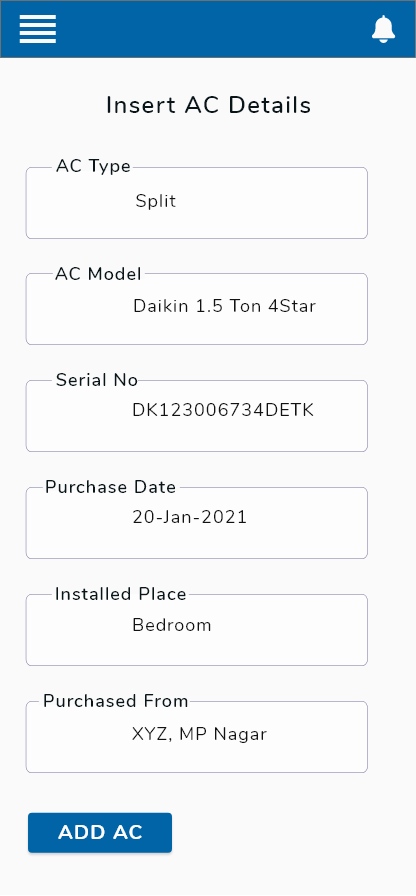 Insert AC Details
AC Type
Split
AC Model
Daikin 1.5 Ton 4Star
Serial No
DK123006734DETK
Purchase Date
20-Jan-2021
Installed Place
Bedroom
Purchased From
XYZ, MP Nagar
ADD AC